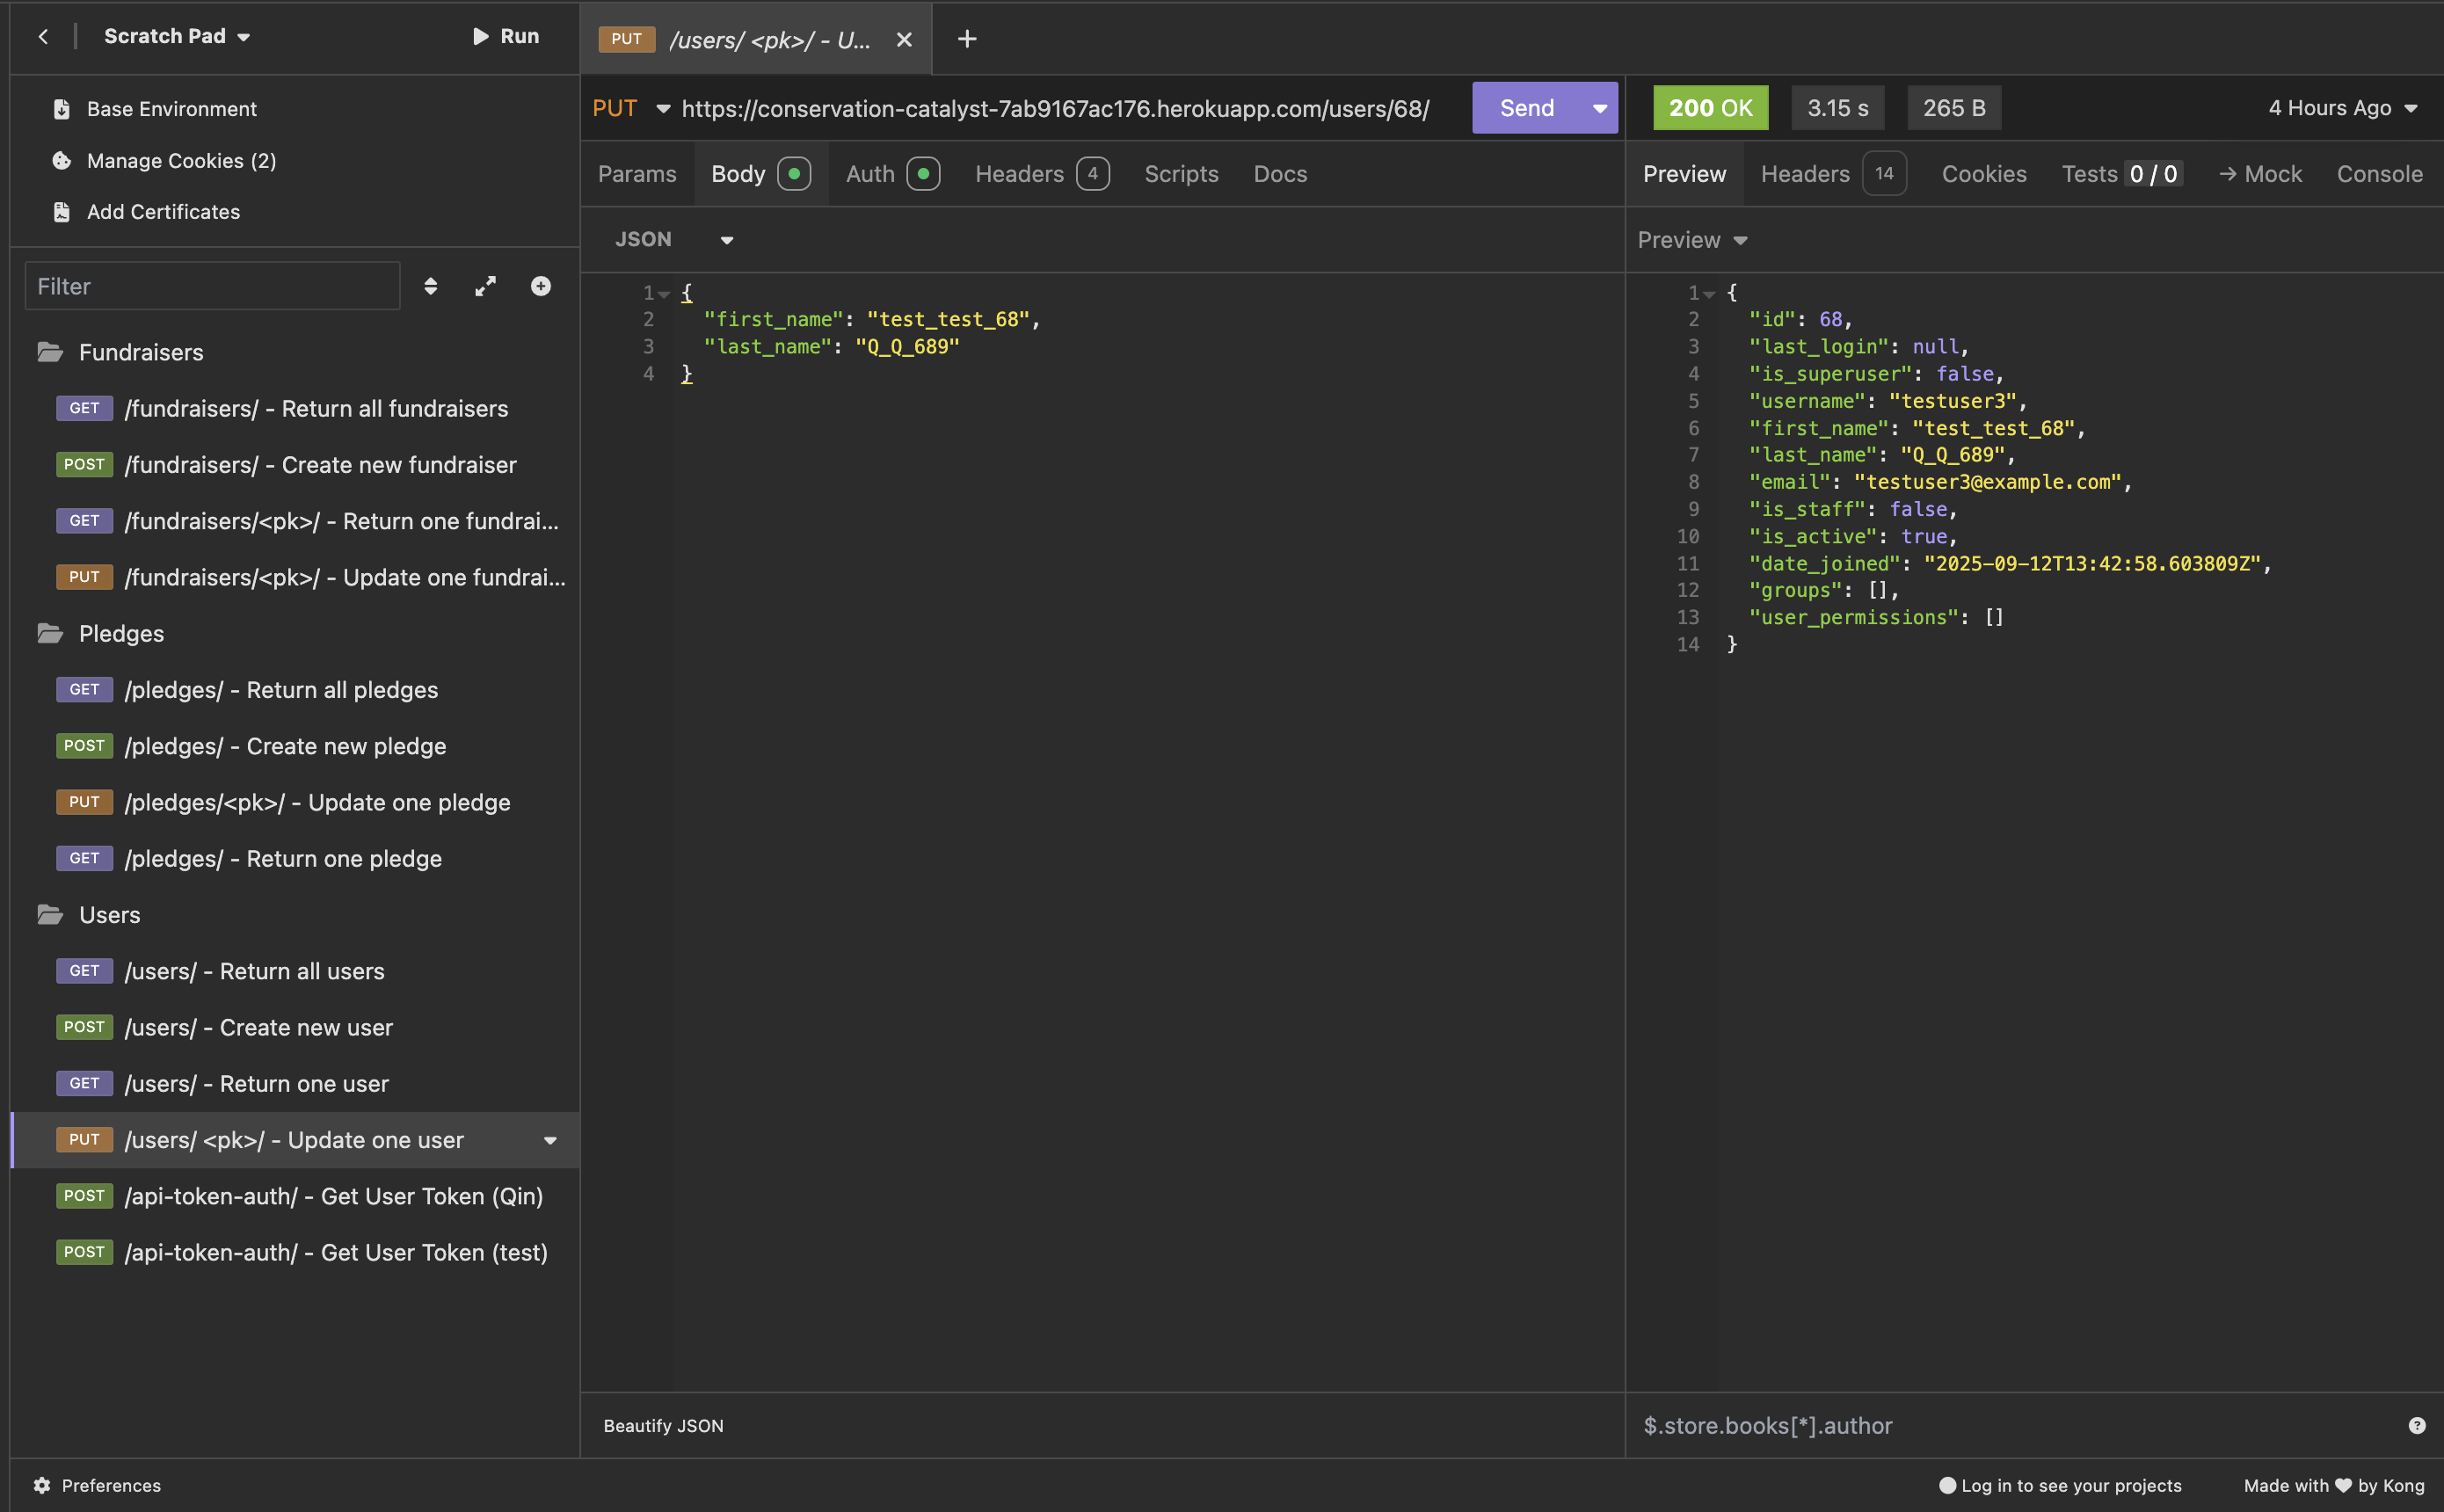 Scratch Pad
Run
Base Environment
Manage Cookies (2)
Add Certificates
Filter
Fundraisers
GET /fundraisers/ - Return all fundraisers
POST /fundraisers/ - Create new fundraiser
GET /fundraisers/<pk>/ - Return one fundrai...
PUT /fundraisers/<pk>/ - Update one fundrai...
Pledges
GET /pledges/ - Return all pledges
POST /pledges/ - Create new pledge
PUT /pledges/<pk>/ - Update one pledge
GET /pledges/ - Return one pledge
Users
GET /users/ - Return all users
POST /users/ - Create new user
GET /users/ - Return one user
PUT /users/ <pk>/ - Update one user
POST /api-token-auth/ - Get User Token (Qin)
POST /api-token-auth/ - Get User Token (test)
Preferences
PUT /users/ <pk>/ - U...
PUT https://conservation-catalyst-7ab9167ac176.herokuapp.com/users/68/ Send
Params Body Auth Headers 4 Scripts Docs
JSON
1 {
2 "first_name": "test_test_68",
3 "last_name": "Q_Q_689"
4 }
Beautify JSON
200 OK 3.15 s 265 B 4 Hours Ago
Preview Headers 14 Cookies Tests 0 / 0 → Mock Console
Preview
1 {
2 "id": 68,
3 "last_login": null,
4 "is_superuser": false,
5 "username": "testuser3",
6 "first_name": "test_test_68",
7 "last_name": "Q_Q_689",
8 "email": "testuser3@example.com",
9 "is_staff": false,
10 "is_active": true,
11 "date_joined": "2025-09-12T13:42:58.603809Z",
12 "groups": [],
13 "user_permissions": []
14 }
$.store.books[*].author
Log in to see your projects
Made with ♥ by Kong